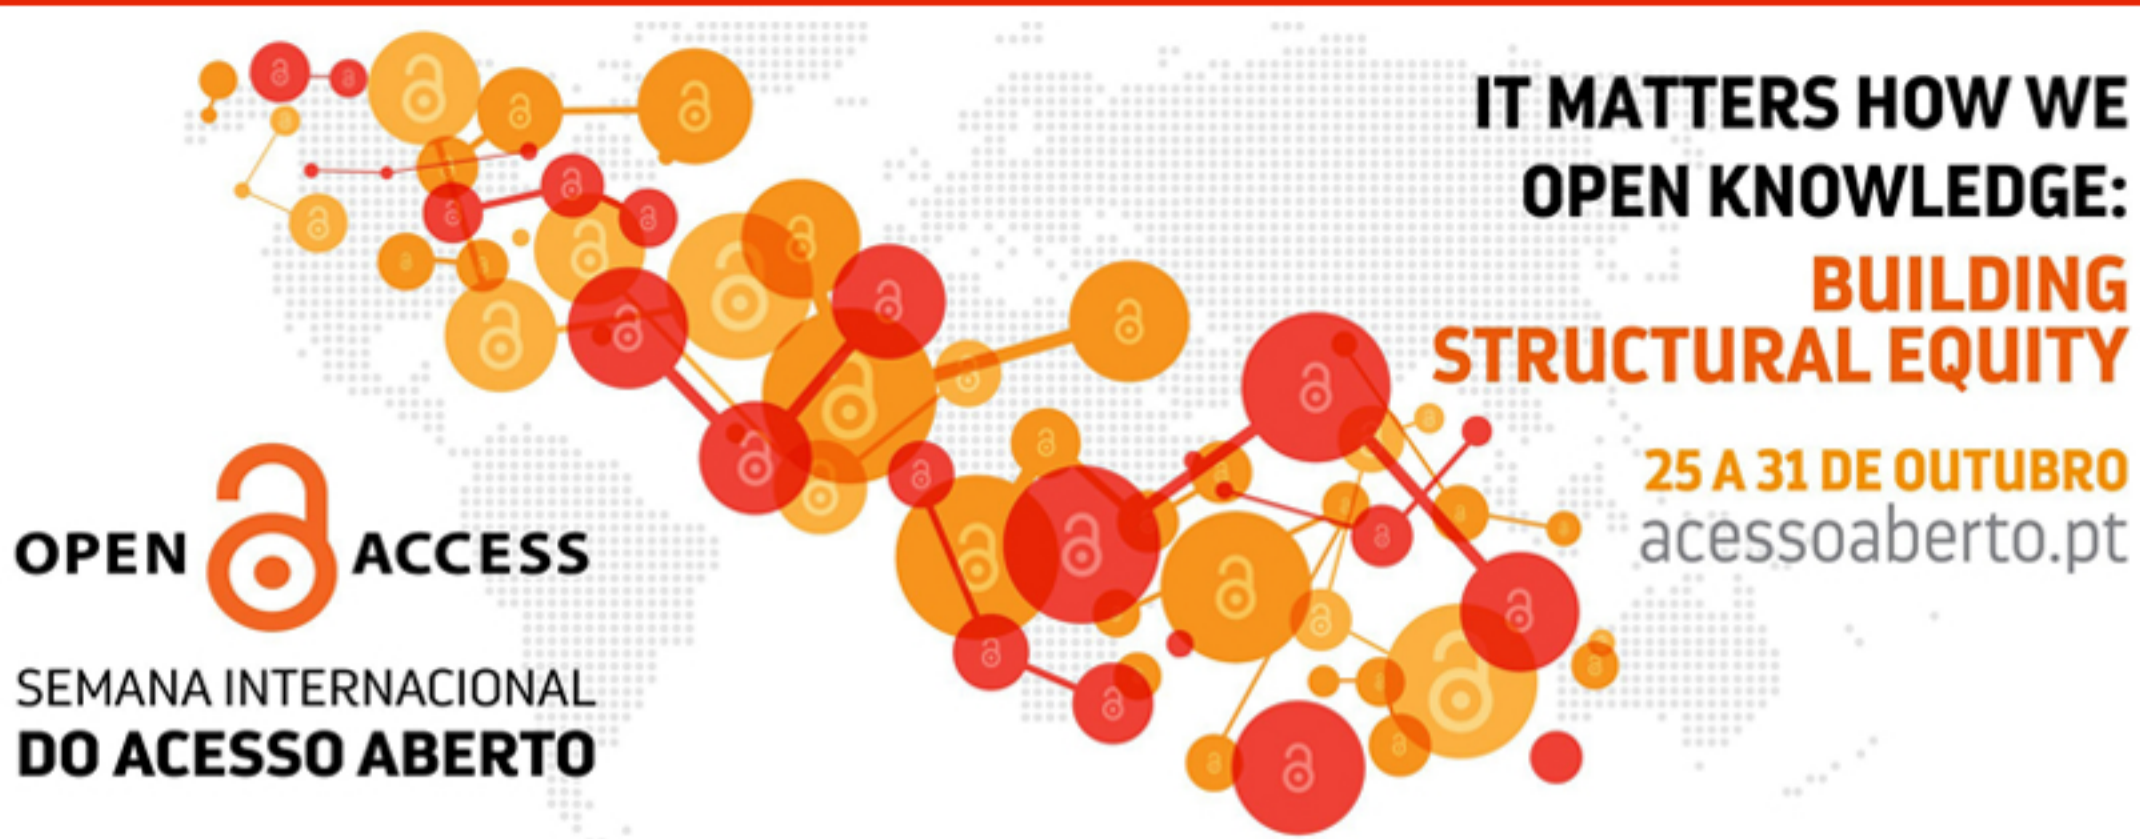 IT MATTERS HOW WE
OPEN KNOWLEDGE:
BUILDING
STRUCTURAL EQUITY
25 A 31 DE OUTUBRO
acessoaberto.pt
OPEN ACCESS
SEMANA INTERNACIONAL
DO ACESSO ABERTO